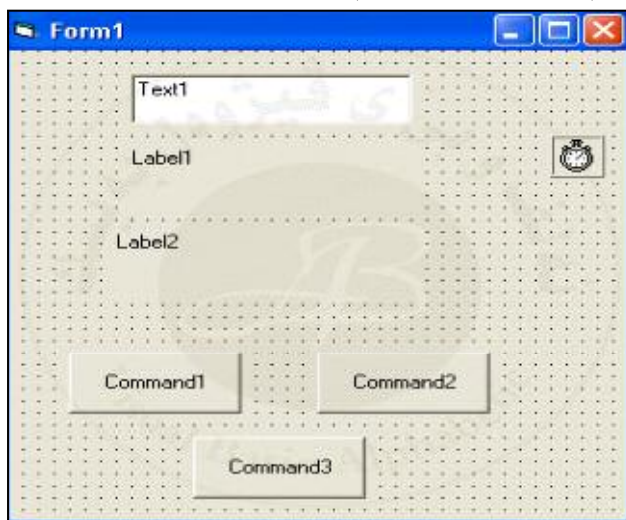 Form1
Text1
Label1
Label2
Command1
Command2
Command3